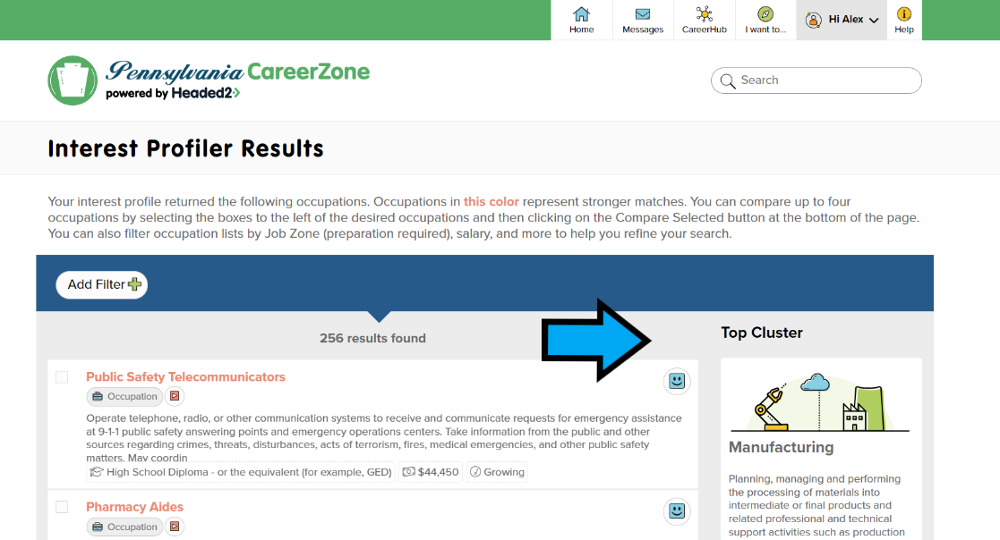 Home
Messages
CareerHub
I want to...
Hi Alex
Help
Pennsylvania CareerZone
powered by Headed2
Search
Interest Profiler Results
Your interest profile returned the following occupations. Occupations in this color represent stronger matches. You can compare up to four
occupations by selecting the boxes to the left of the desired occupations and then clicking on the Compare Selected button at the bottom of the page.
You can also filter occupation lists by Job Zone (preparation required), salary, and more to help you refine your search.
Add Filter
256 results found
Public Safety Telecommunicators
Occupation
Operate telephone, radio, or other communication systems to receive and communicate requests for emergency assistance
at 9-1-1 public safety answering points and emergency operations centers. Take information from the public and other
sources regarding crimes, threats, disturbances, acts of terrorism, fires, medical emergencies, and other public safety
matters. May coordin
High School Diploma - or the equivalent (for example, GED)
$44,450
Growing
Pharmacy Aides
Occupation
Top Cluster
Manufacturing
Planning, managing and performing
the processing of materials into
intermediate or final products and
related professional and technical
support activities such as production